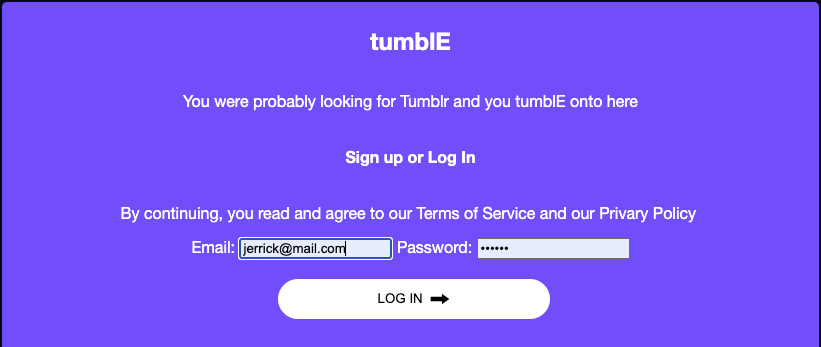 tumblE
You were probably looking for Tumblr and you tumblE onto here
Sign up or Log In
By continuing, you read and agree to our Terms of Service and our Privary Policy
Email: jerrick@mail.com Password: ••••••
LOG IN